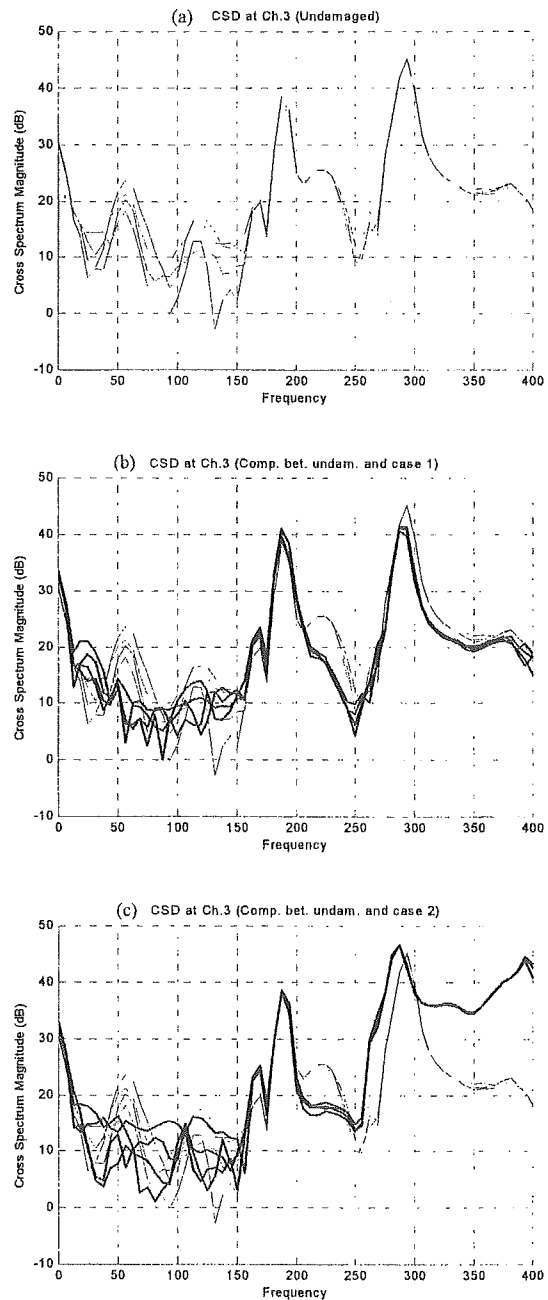 (a) CSD at Ch.3 (Undamaged)
Cross Spectrum Magnitude (dB)
50
40
30
20
10
0
-10
0 50 100 150 200 250 300 350 400
Frequency
(b) CSD at Ch.3 (Comp. bet. undam. and case 1)
Cross Spectrum Magnitude (dB)
50
40
30
20
10
0
-10
0 50 100 150 200 250 300 350 400
Frequency
(c) CSD at Ch.3 (Comp. bet. undam. and case 2)
Cross Spectrum Magnitude (dB)
50
40
30
20
10
0
-10
0 50 100 150 200 250 300 350 400
Frequency